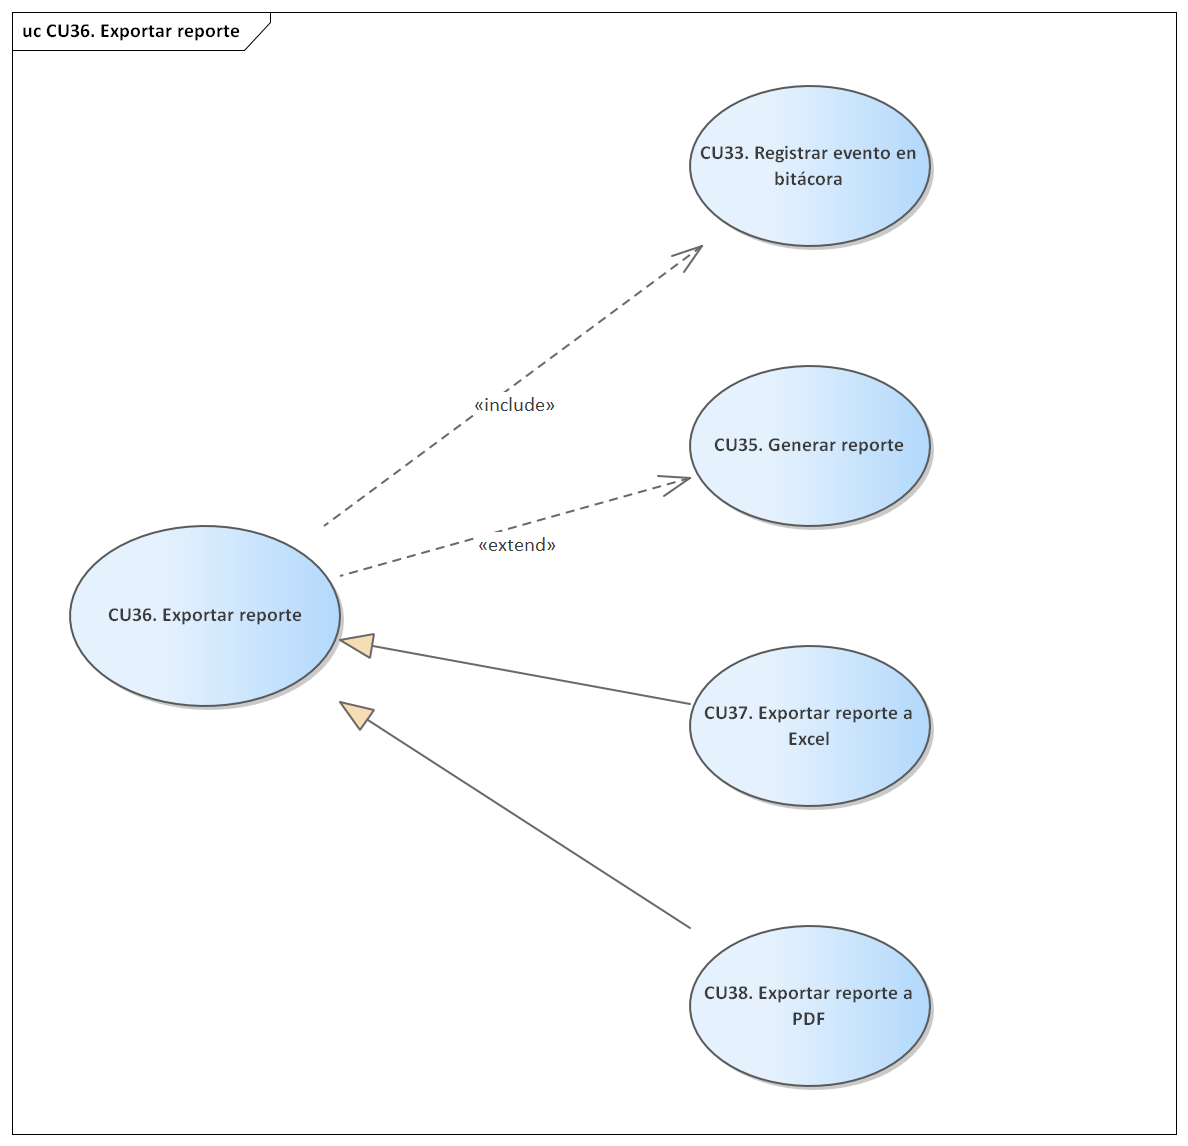 uc CU36. Exportar reporte
CU33. Registrar evento en
bitácora
«include»
CU35. Generar reporte
«extend»
CU36. Exportar reporte
CU37. Exportar reporte a
Excel
CU38. Exportar reporte a
PDF